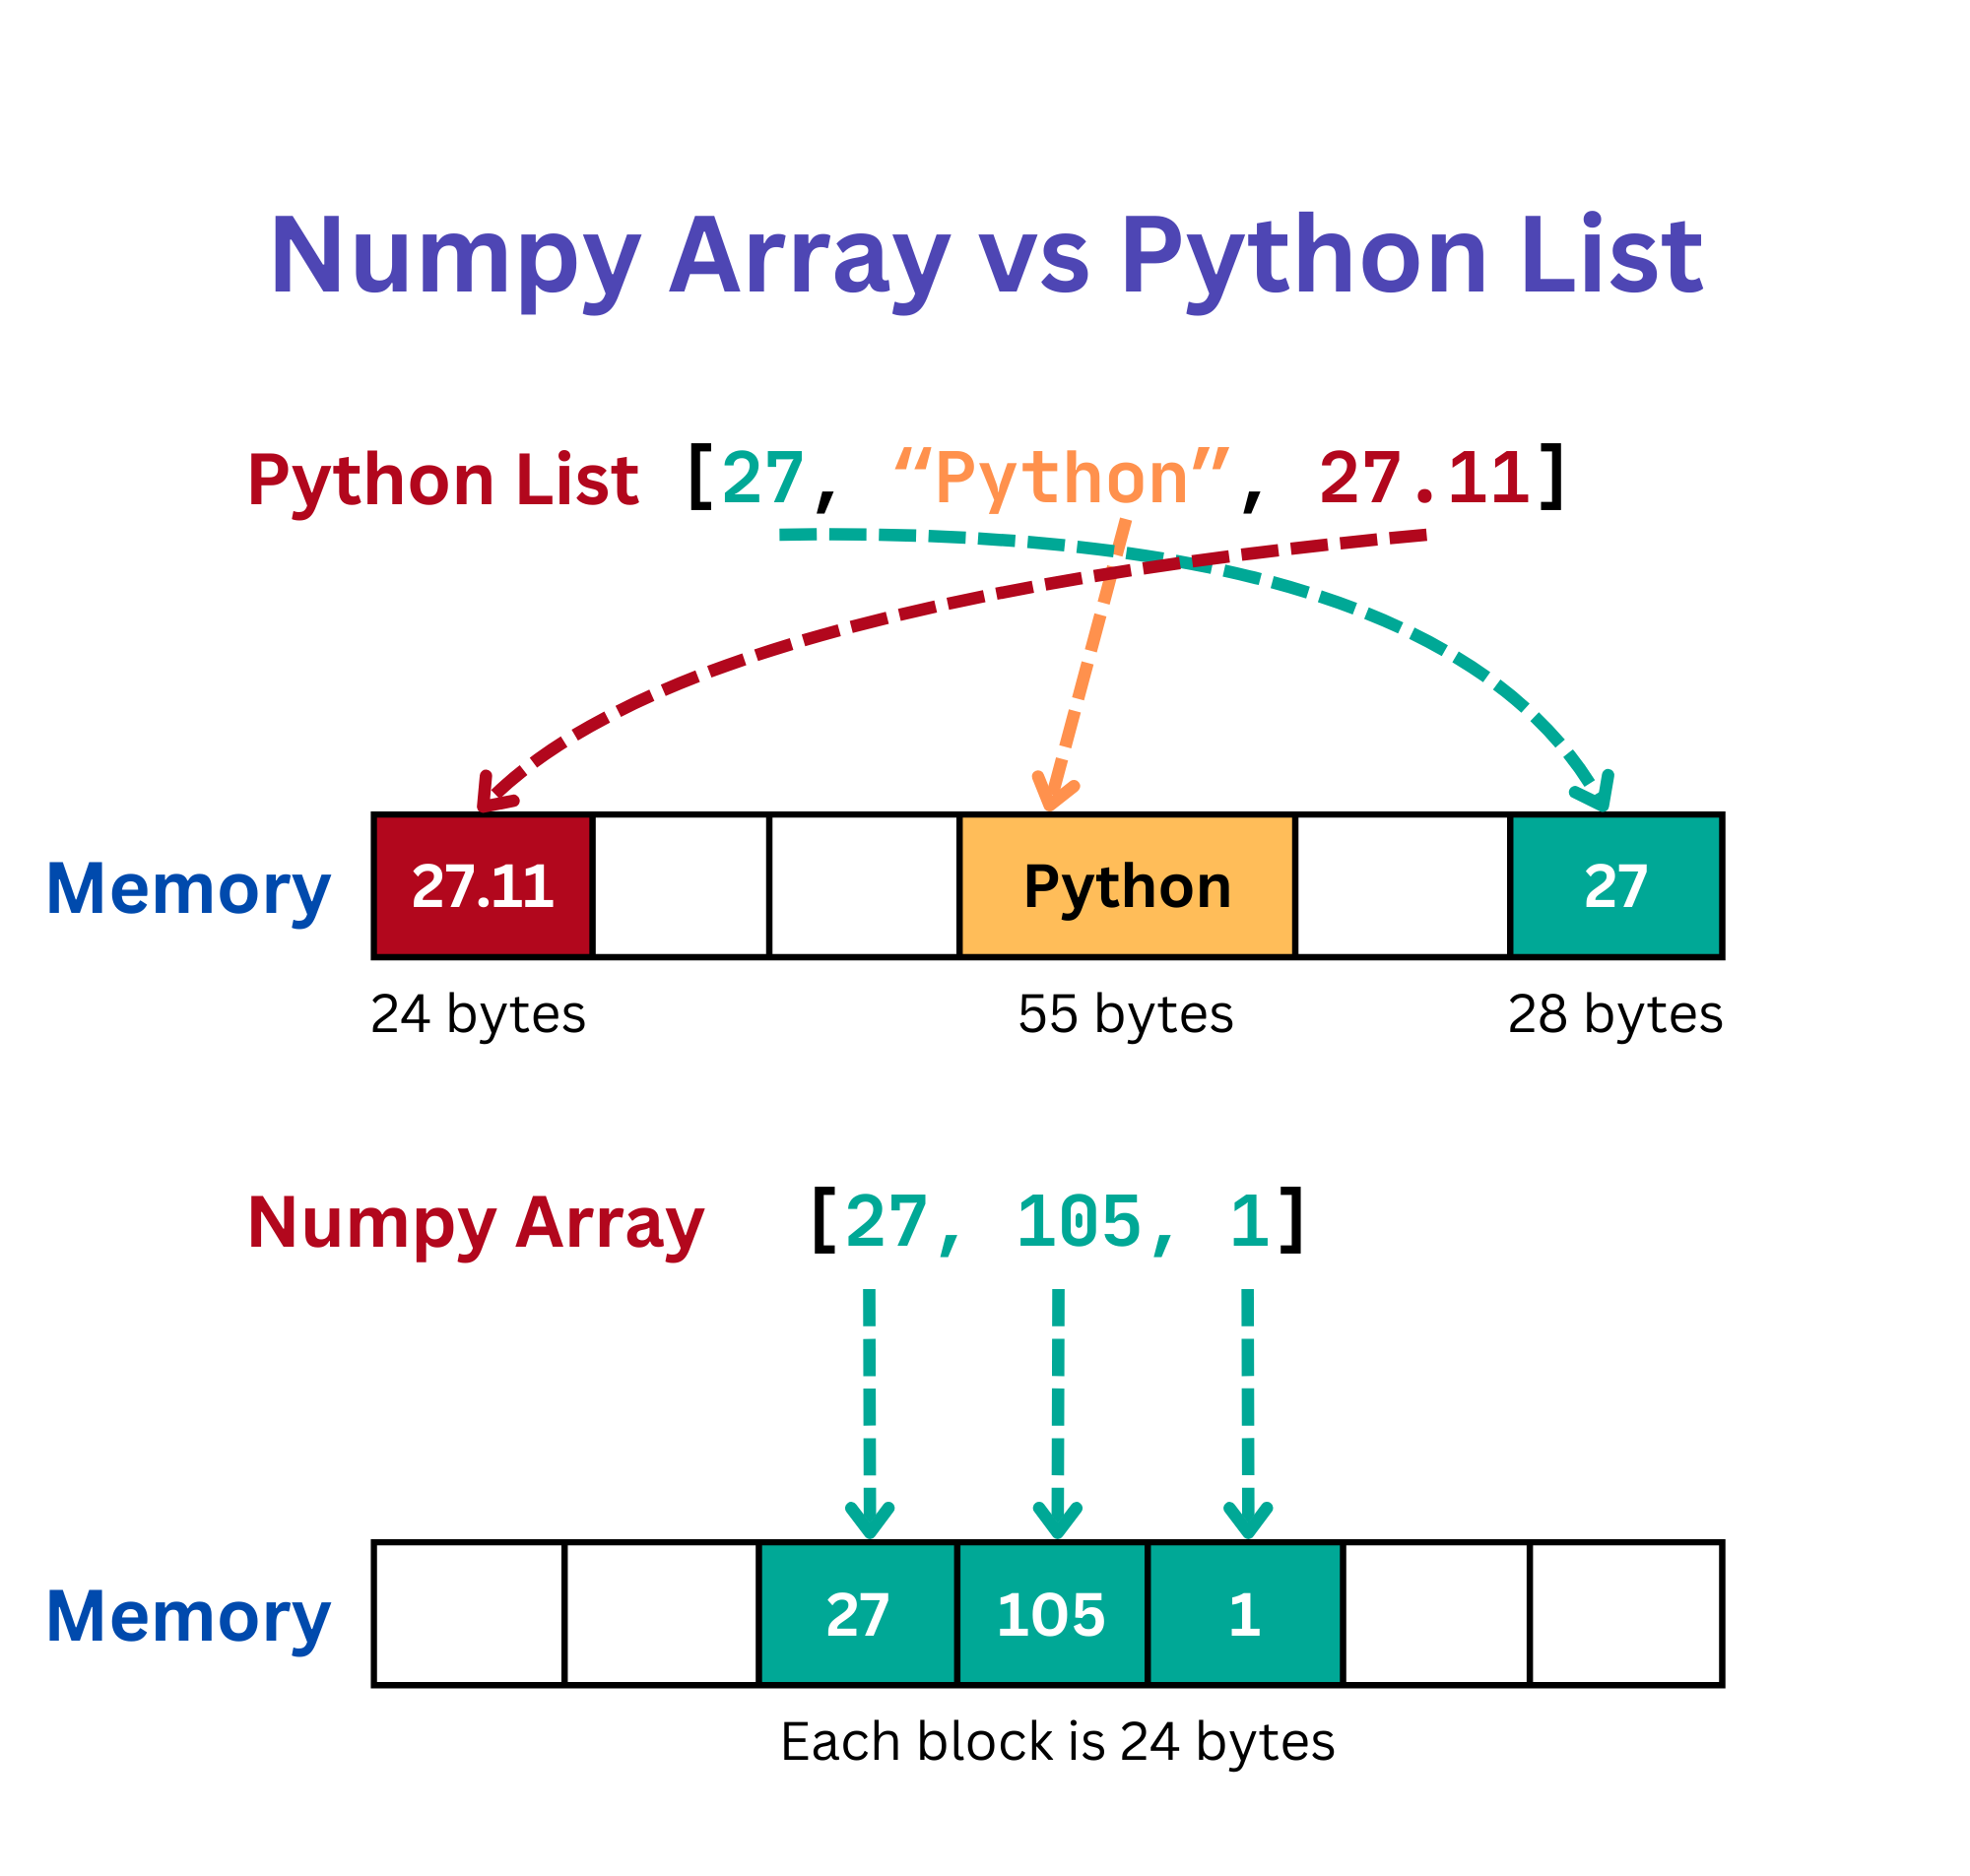 Numpy Array vs Python List
Python List [27, “Python”, 27.11]
Memory 27.11 Python 27
24 bytes 55 bytes 28 bytes
Numpy Array [27, 105, 1]
Memory 27 105 1
Each block is 24 bytes